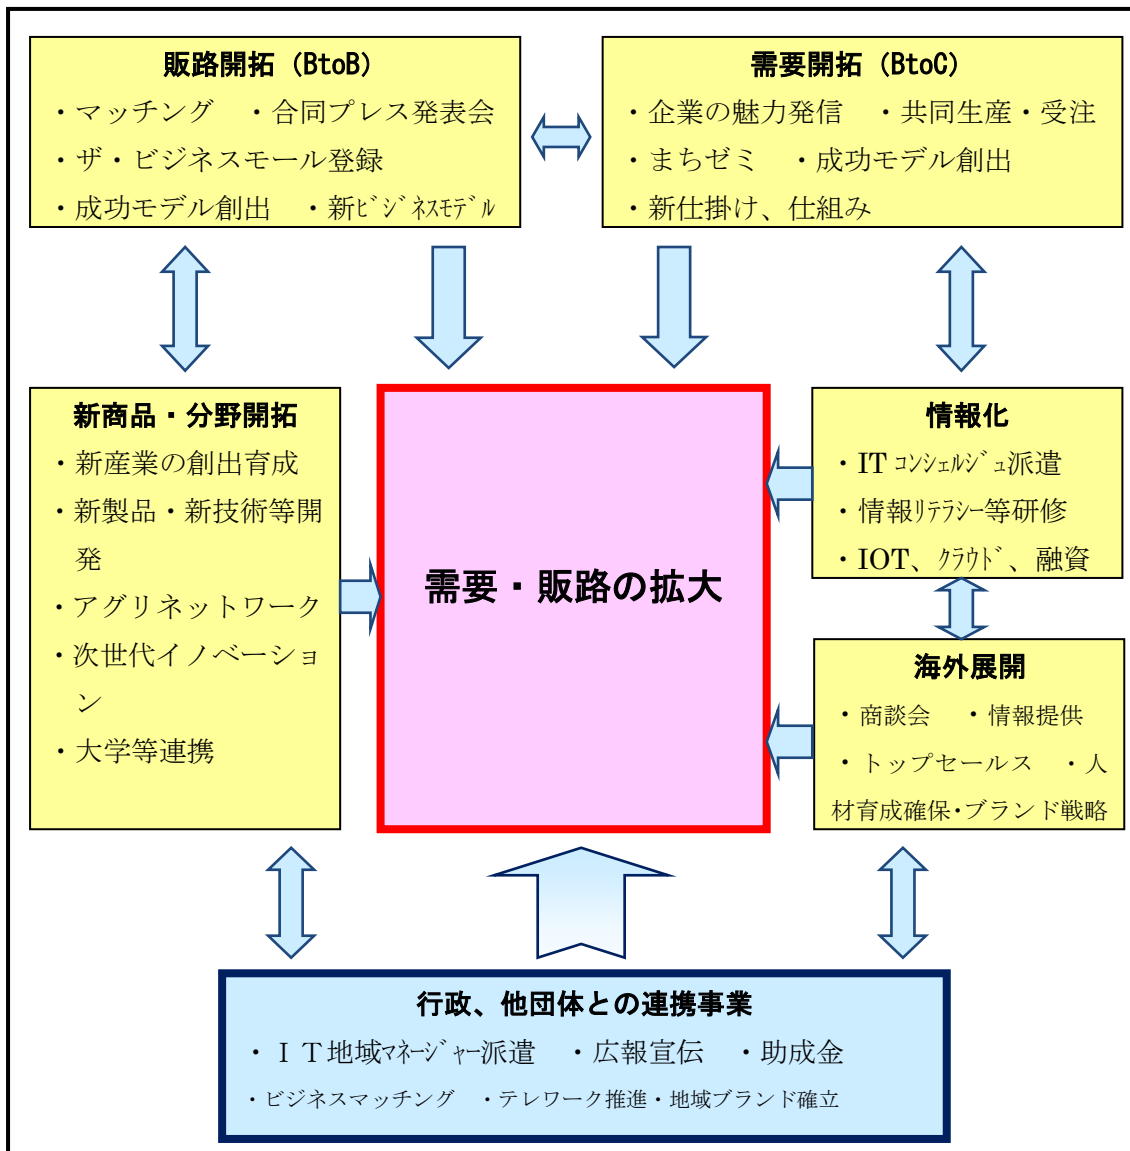 販路開拓（BtoB）
・マッチング　・合同プレス発表会
・ザ・ビジネスモール登録
・成功モデル創出　・新ﾋﾞｼﾞﾈｽﾓﾃﾞﾙ
需要開拓（BtoC）
・企業の魅力発信　・共同生産・受注
・まちゼミ　・成功モデル創出
・新仕掛け、仕組み
新商品・分野開拓
・新産業の創出育成
・新製品・新技術等開
発
・アグリネットワーク
・次世代イノベーショ
ン
・大学等連携
需要・販路の拡大
情報化
・IT ｺﾝｼｪﾙｼﾞｭ派遣
・情報ﾘﾃﾗｼｰ等研修
・IOT、ｸﾗｳﾄﾞ、融資
海外展開
・商談会　・情報提供
・トップセールス　・人
材育成確保・ブランド戦略
行政、他団体との連携事業
・ＩＴ地域ﾏﾈｰｼﾞｬｰ派遣　・広報宣伝　・助成金
・ビジネスマッチング　・テレワーク推進・地域ブランド確立